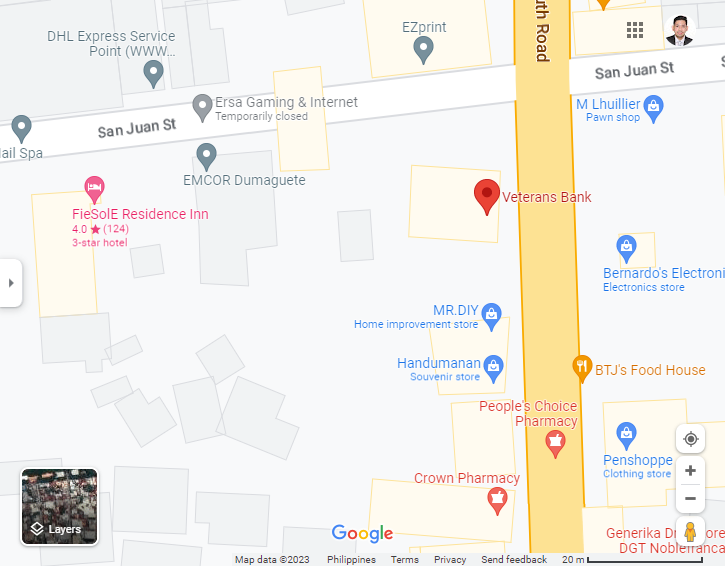 DHL Express Service
Point (WWW...
EZprint
uth Road
San Juan St
M Lhuillier
Pawn shop
Ersa Gaming & Internet
Temporarily closed
San Juan St
ail Spa
EMCOR Dumaguete
FieSolE Residence Inn
4.0 ★ (124)
3-star hotel
Veterans Bank
Bernardo's Electroni
Electronics store
MR.DIY
Home improvement store
Handumanan
Souvenir store
BTJ's Food House
People's Choice
Pharmacy
Penshoppe
Clothing store
Crown Pharmacy
Layers
Google
Generika Dr ore
DGT Noblefranca
Map data ©2023 Philippines Terms Privacy Send feedback 20 m